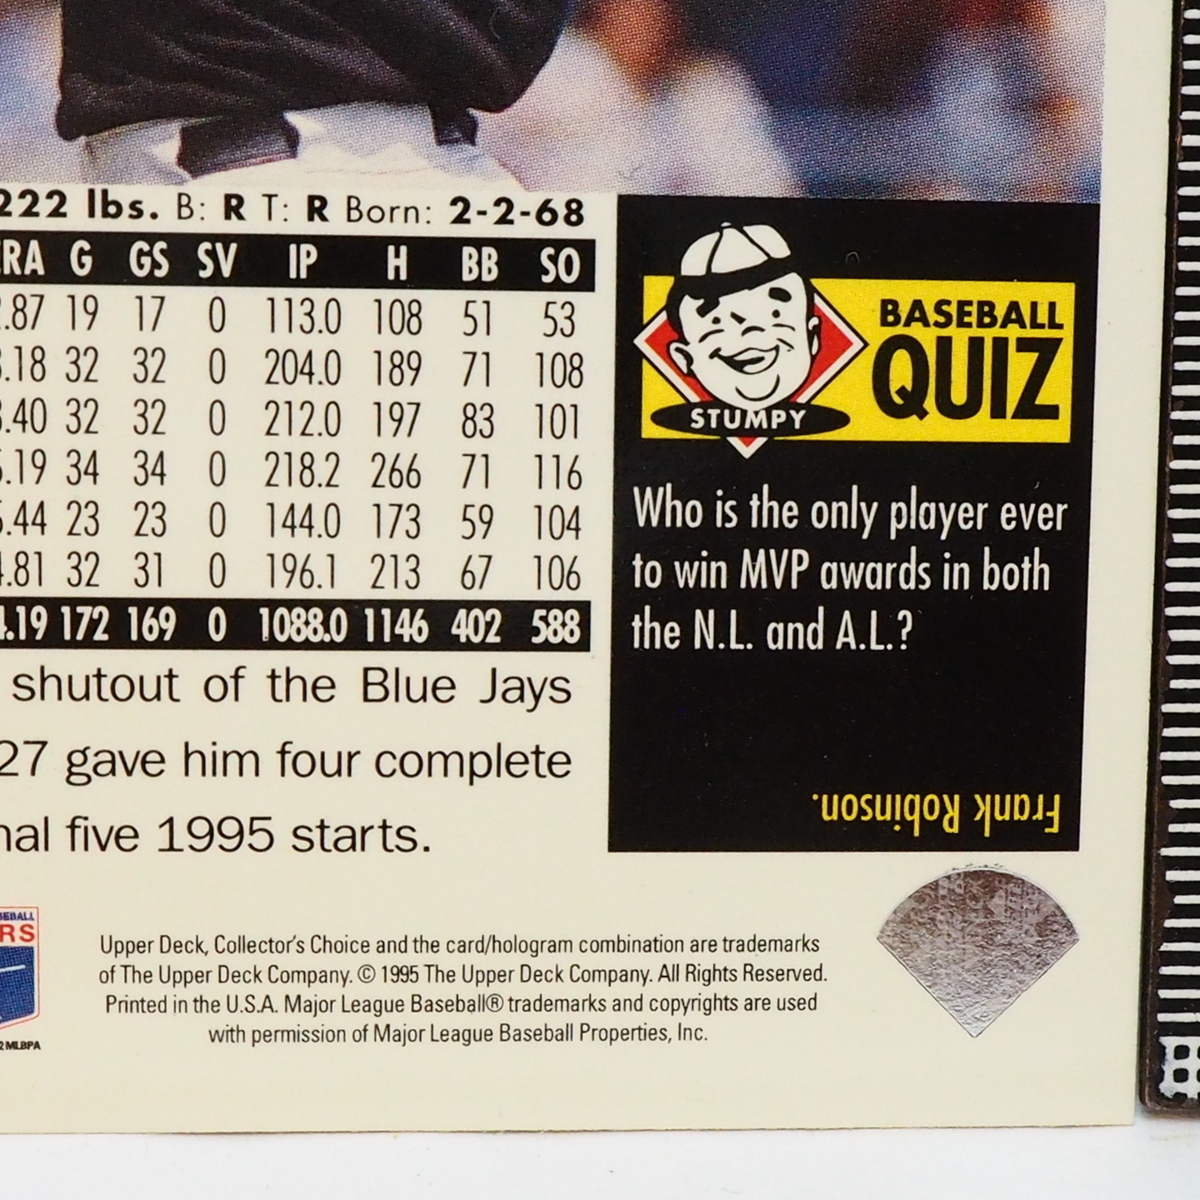 222 lbs. B: R T: R Born: 2-2-68
ERA G GS SV IP H BB SO
.87 19 17 0 113.0 108 51 53
.18 32 32 0 204.0 189 71 108
.40 32 32 0 212.0 197 83 101
.19 34 34 0 218.2 266 71 116
.44 23 23 0 144.0 173 59 104
.81 32 31 0 196.1 213 67 106
.19 172 169 0 1088.0 1146 402 588
shutout of the Blue Jays
27 gave him four complete
nal five 1995 starts.
BASEBALL
QUIZ
STUMPY
Who is the only player ever
to win MVP awards in both
the N.L. and A.L.?
Frank Robinson.
Upper Deck, Collector's Choice and the card/hologram combination are trademarks
of The Upper Deck Company. © 1995 The Upper Deck Company. All Rights Reserved.
Printed in the U.S.A. Major League Baseball® trademarks and copyrights are used
with permission of Major League Baseball Properties, Inc.
EBALL
RS
MLBPA